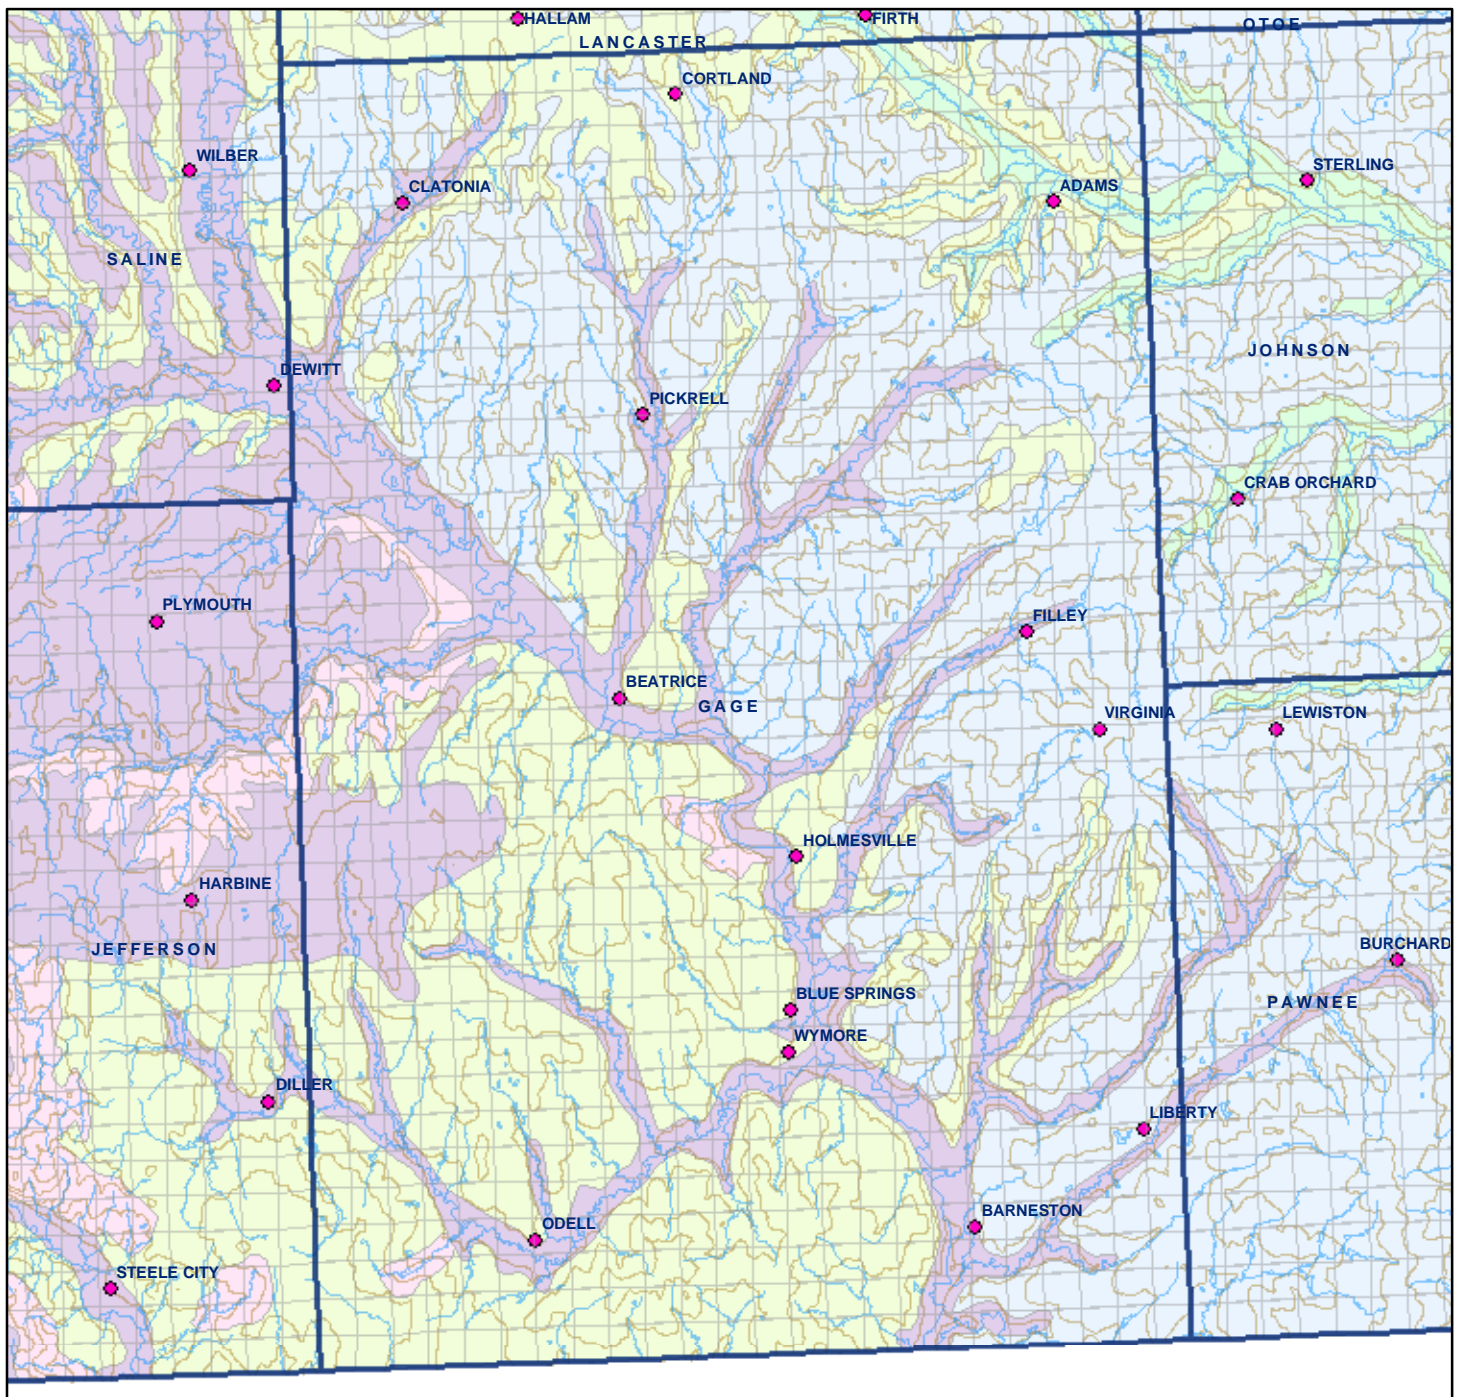 HALLAM
FIRTH
OTOE
LANCASTER
CORTLAND
WILBER
STERLING
CLATONIA
ADAMS
SALINE
JOHNSON
DEWITT
PICKRELL
CRAB ORCHARD
PLYMOUTH
FILLEY
BEATRICE
GAGE
VIRGINIA
LEWISTON
HOLMESVILLE
HARBINE
JEFFERSON
BURCHARD
BLUE SPRINGS
PAWNEE
WYMORE
DILLER
LIBERTY
BARNESTON
ODELL
STEELE CITY